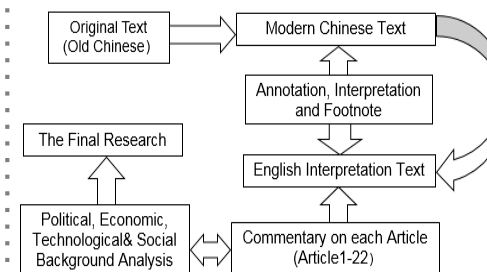 Original Text
(Old Chinese)
Modern Chinese Text
Annotation, Interpretation
and Footnote
The Final Research
English Interpretation Text
Political, Economic,
Technological& Social
Background Analysis
Commentary on each Article
(Article1-22)